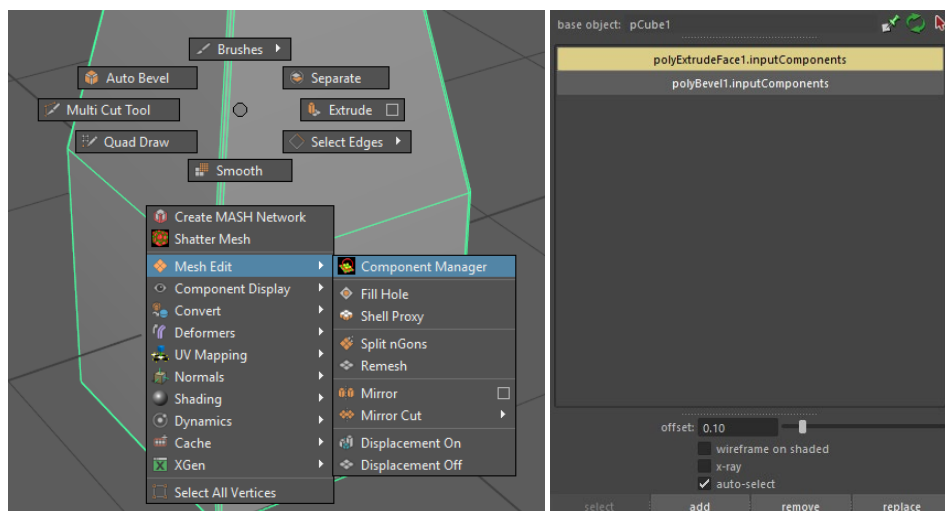 Brushes
Auto Bevel
Separate
Multi Cut Tool
Extrude
Quad Draw
Select Edges
Smooth
Create MASH Network
Shatter Mesh
Mesh Edit
Component Display
Convert
Deformers
UV Mapping
Normals
Shading
Dynamics
Cache
XGen
Select All Vertices
Component Manager
Fill Hole
Shell Proxy
Split nGons
Remesh
Mirror
Mirror Cut
Displacement On
Displacement Off
base object: pCube1
polyExtrudeFace1.inputComponents
polyBevel1.inputComponents
offset: 0.10
wireframe on shaded
x-ray
auto-select
select add remove replace